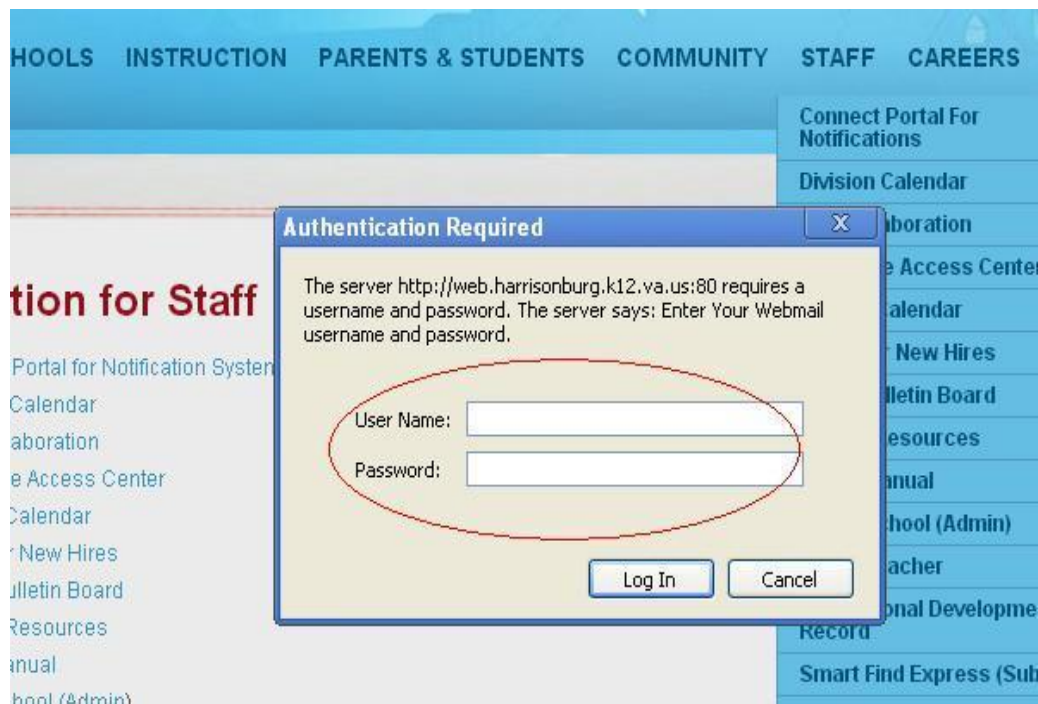 HOOLS INSTRUCTION PARENTS & STUDENTS COMMUNITY STAFF CAREERS
Connect Portal For
Notifications
Division Calendar
boration
e Access Center
alendar
New Hires
lletin Board
esources
anual
hool (Admin)
acher
onal Developme
Record
Smart Find Express (Sub
Authentication Required
X
The server http://web.harrisonburg.k12.va.us:80 requires a
username and password. The server says: Enter Your Webmail
username and password.
User Name:
Password:
Log In Cancel
tion for Staff
Portal for Notification System
Calendar
aboration
e Access Center
Calendar
r New Hires
ulletin Board
Resources
anual
hool (Admin)